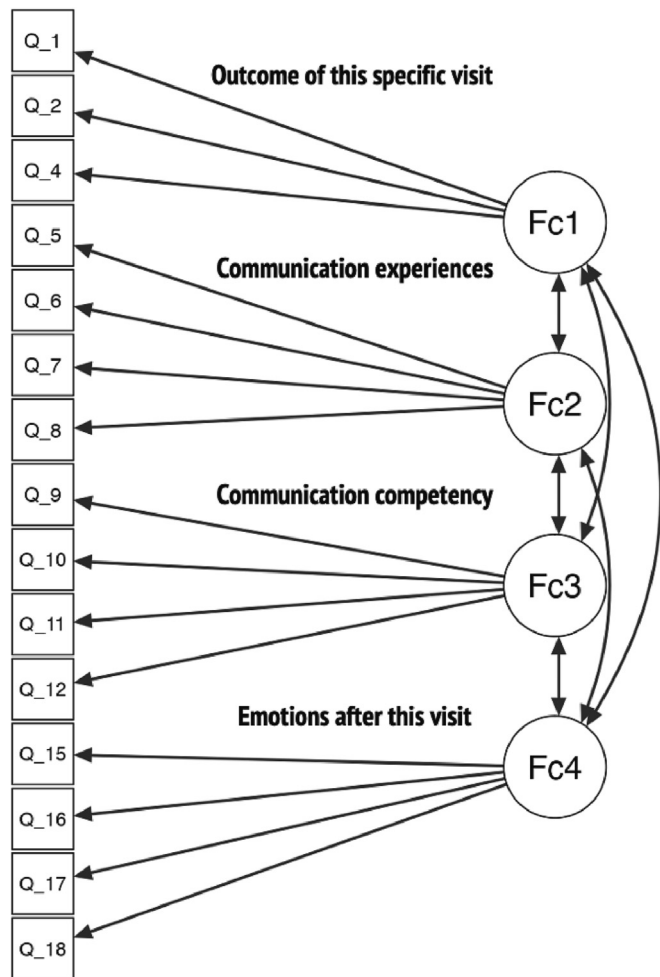 Q_1
Outcome of this specific visit
Q_2
Q_4
Fc1
Q_5
Communication experiences
Q_6
Q_7
Fc2
Q_8
Q_9
Communication competency
Q_10
Fc3
Q_11
Q_12
Emotions after this visit
Q_15
Fc4
Q_16
Q_17
Q_18